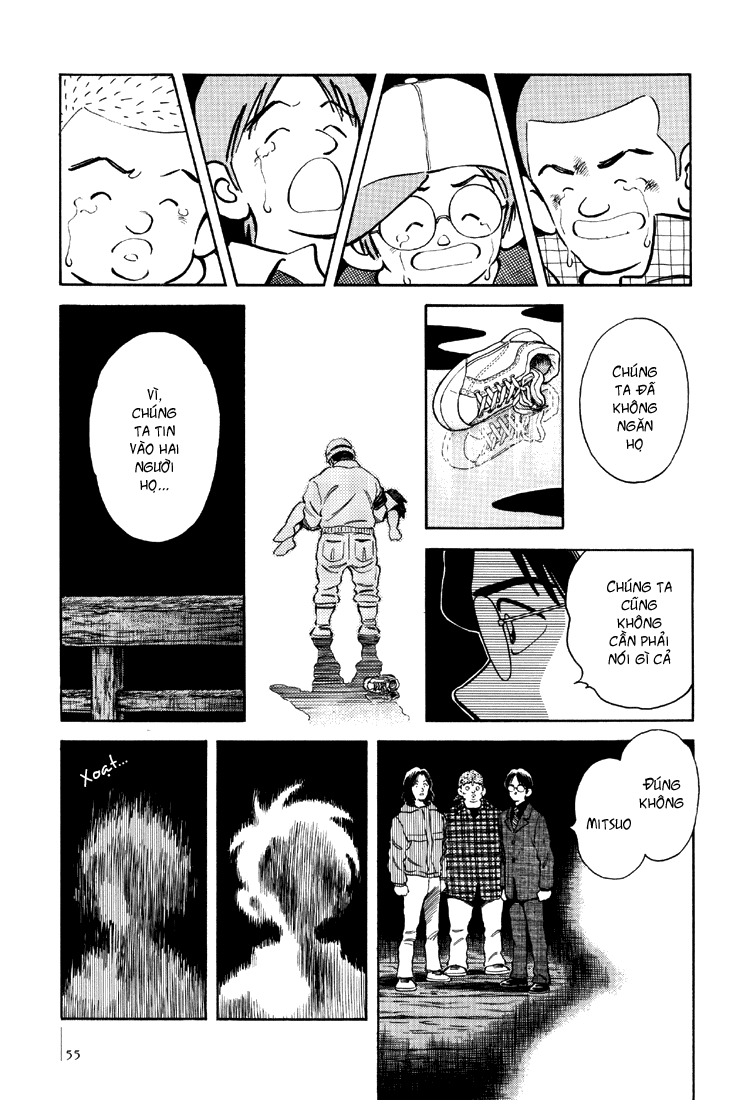 CHÚNG
TA ĐÃ
KHÔNG
NGĂN
HỌ
VÌ,
CHÚNG
TA TIN
VÀO HAI
NGƯỜI
HỌ...
CHÚNG TA
CŨNG
KHÔNG
CẦN PHẢI
NÓI GÌ CẢ
ĐÚNG
KHÔNG
MITSUO
Xoạt...
55